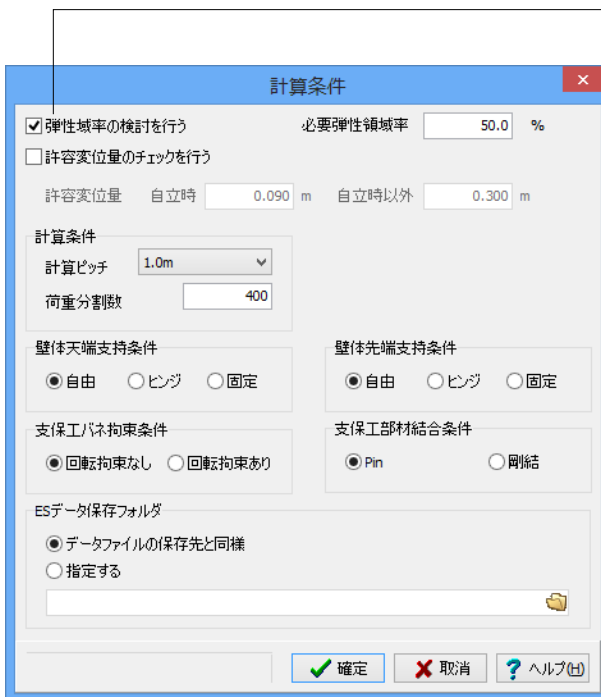 計算条件
弾性域率の検討を行う 必要弾性領域率 50.0 %
許容変位量のチェックを行う
許容変位量 自立時 0.090 m 自立時以外 0.300 m
計算条件
計算ピッチ 1.0m
荷重分割数 400
壁体天端支持条件
自由 ヒンジ 固定
壁体先端支持条件
自由 ヒンジ 固定
支保工バネ拘束条件
回転拘束なし 回転拘束あり
支保工部材結合条件
Pin 剛結
ESデータ保存フォルダ
データファイルの保存先と同様
指定する
確定 取消 ヘルプ(H)